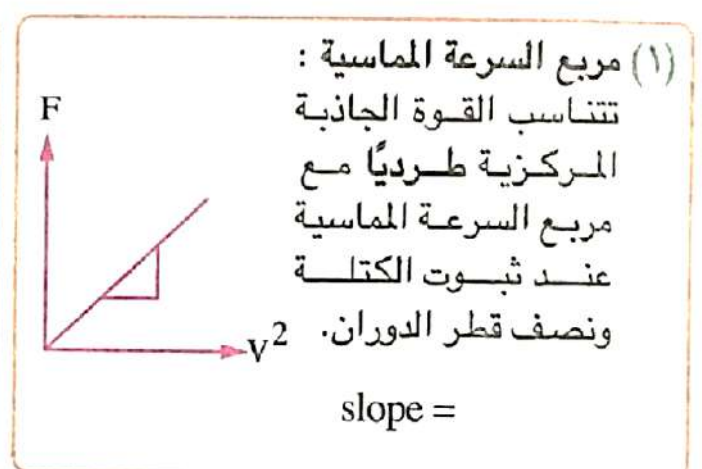 (١) مربع السرعة المماسية :
تتناسب القوة الجاذبة
المركزية طرديًا مع
مربع السرعة المماسية
عند ثبوت الكتلة
ونصف قطر الدوران.
F
V²
slope =